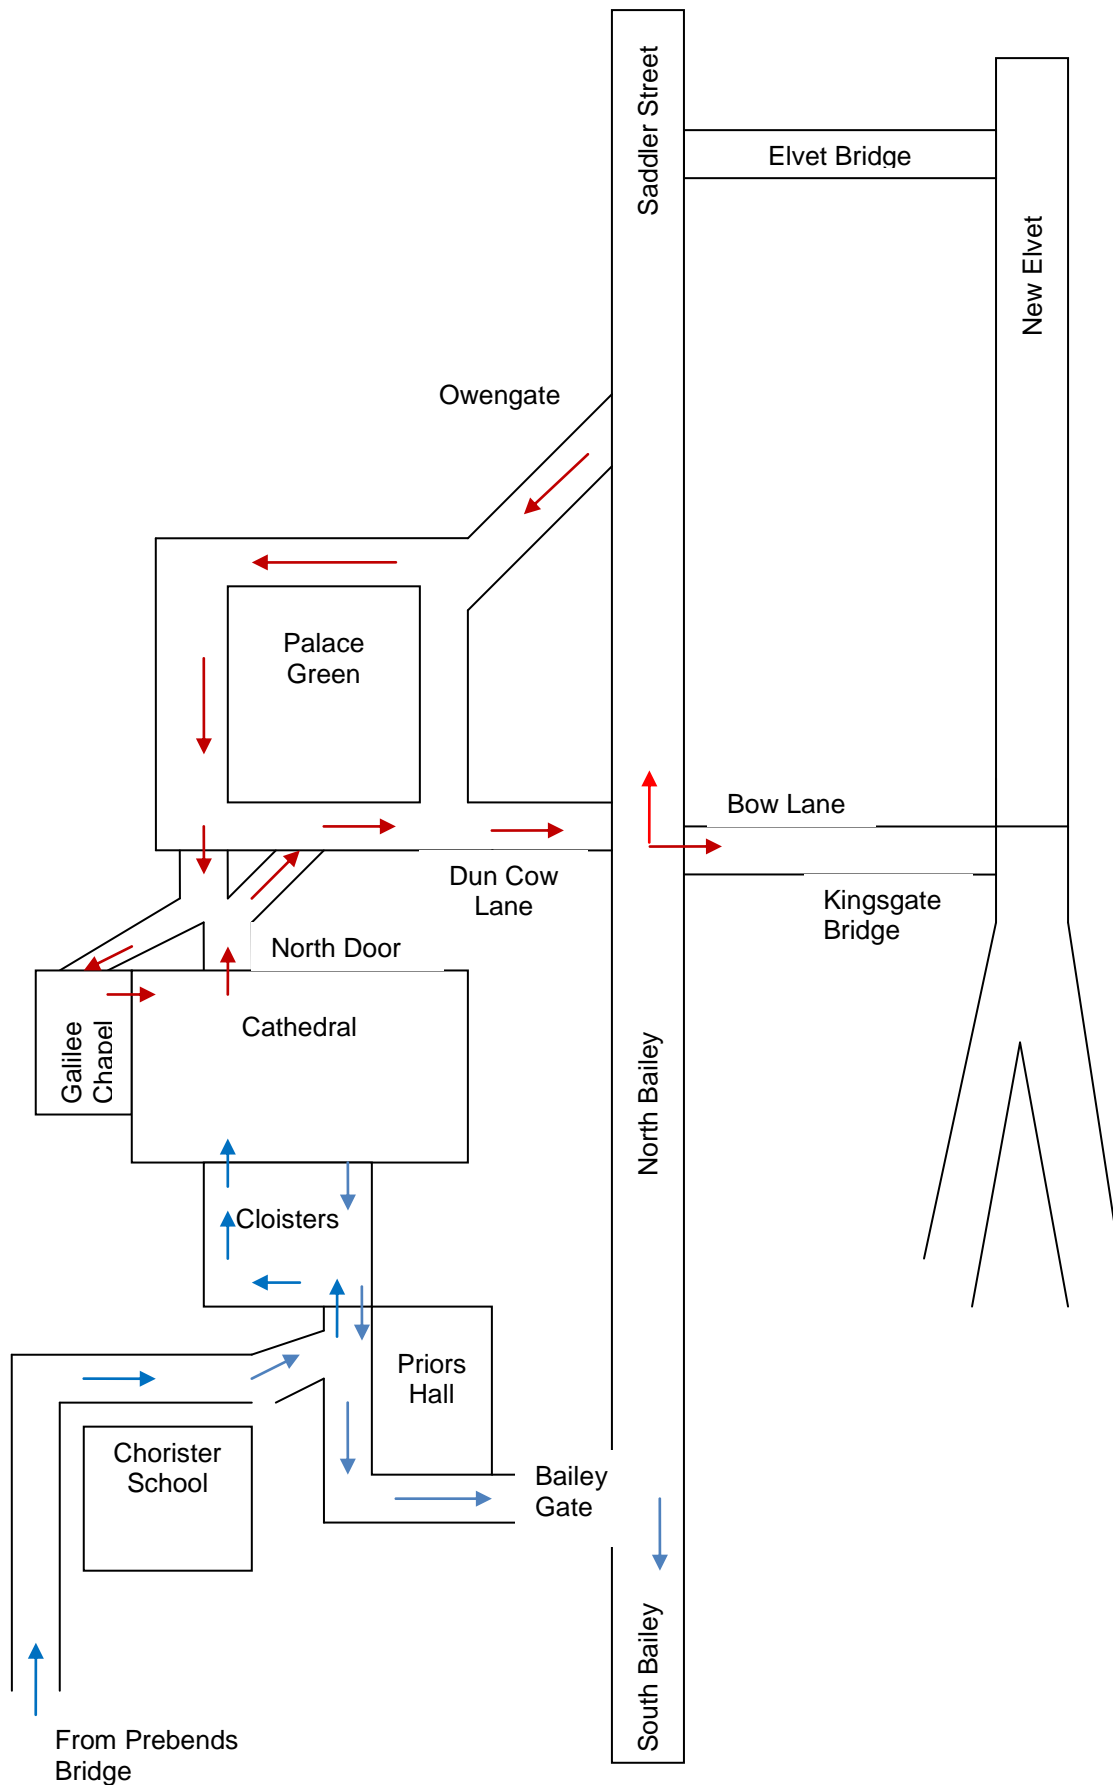 Saddler Street
Elvet Bridge
New Elvet
Owengate
Palace
Green
Bow Lane
Dun Cow
Lane
Kingsgate
Bridge
North Door
Cathedral
Galilee
Chapel
North Bailey
Cloisters
Priors
Hall
Chorister
School
Bailey
Gate
South Bailey
From Prebends
Bridge